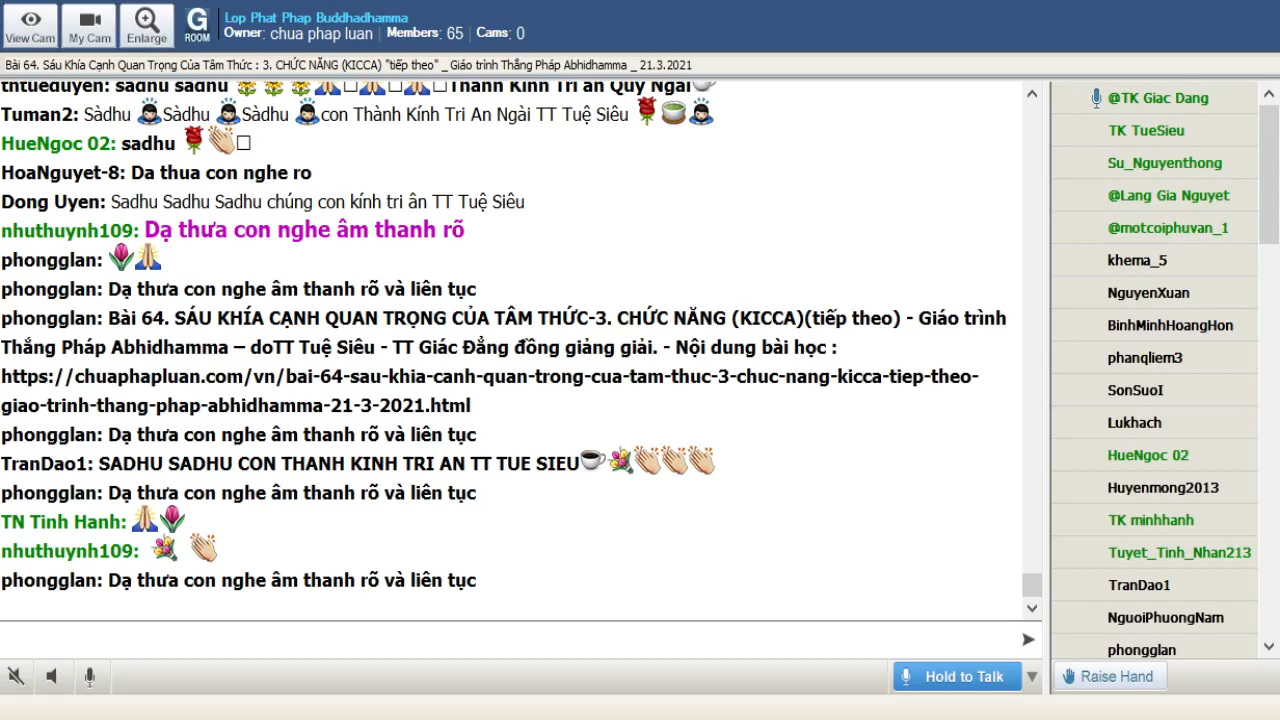 View Cam
My Cam
Enlarge
G
ROOM
Lop Phat Phap Buddhadhamma
Owner: chua phap luan | Members: 65 | Cams: 0
Bài 64. Sáu Khía Cạnh Quan Trọng Của Tâm Thức : 3. CHỨC NĂNG (KICCA) "tiếp theo" _ Giáo trình Thắng Pháp Abhidhamma _ 21.3.2021
thtueduyen: sadhu sadhu 🌼🌼🌼🙏□🙏□🙏□Thành Kính Tri ân Quý Ngài☕
Tuman2: Sàdhu 🙇Sàdhu 🙇Sàdhu 🙇con Thành Kính Tri An Ngài TT Tuệ Siêu 🌹🍵🙇
HueNgoc 02: sadhu 🌹👏□
HoaNguyet-8: Da thua con nghe ro
Dong Uyen: Sadhu Sadhu Sadhu chúng con kính tri ân TT Tuệ Siêu
nhuthuynh109: Dạ thưa con nghe âm thanh rõ
phongglan: 🌷🙏
phongglan: Dạ thưa con nghe âm thanh rõ và liên tục
phongglan: Bài 64. SÁU KHÍA CẠNH QUAN TRỌNG CỦA TÂM THỨC-3. CHỨC NĂNG (KICCA)(tiếp theo) - Giáo trình
Thắng Pháp Abhidhamma – doTT Tuệ Siêu - TT Giác Đẳng đồng giảng giải. - Nội dung bài học :
https://chuaphapluan.com/vn/bai-64-sau-khia-canh-quan-trong-cua-tam-thuc-3-chuc-nang-kicca-tiep-theo-
giao-trinh-thang-phap-abhidhamma-21-3-2021.html
phongglan: Dạ thưa con nghe âm thanh rõ và liên tục
TranDao1: SADHU SADHU CON THANH KINH TRI AN TT TUE SIEU☕💐👏👏👏
phongglan: Dạ thưa con nghe âm thanh rõ và liên tục
TN Tinh Hanh: 🙏🌷
nhuthuynh109: 💐 👏
phongglan: Dạ thưa con nghe âm thanh rõ và liên tục
Hold to Talk
@TK Giac Dang
TK TueSieu
Su_Nguyenthong
@Lang Gia Nguyet
@motcoiphuvan_1
khema_5
NguyenXuan
BinhMinhHoangHon
phanqliem3
SonSuoI
Lukhach
HueNgoc 02
Huyenmong2013
TK minhhanh
Tuyet_Tinh_Nhan213
TranDao1
NguoiPhuongNam
phongglan
Raise Hand